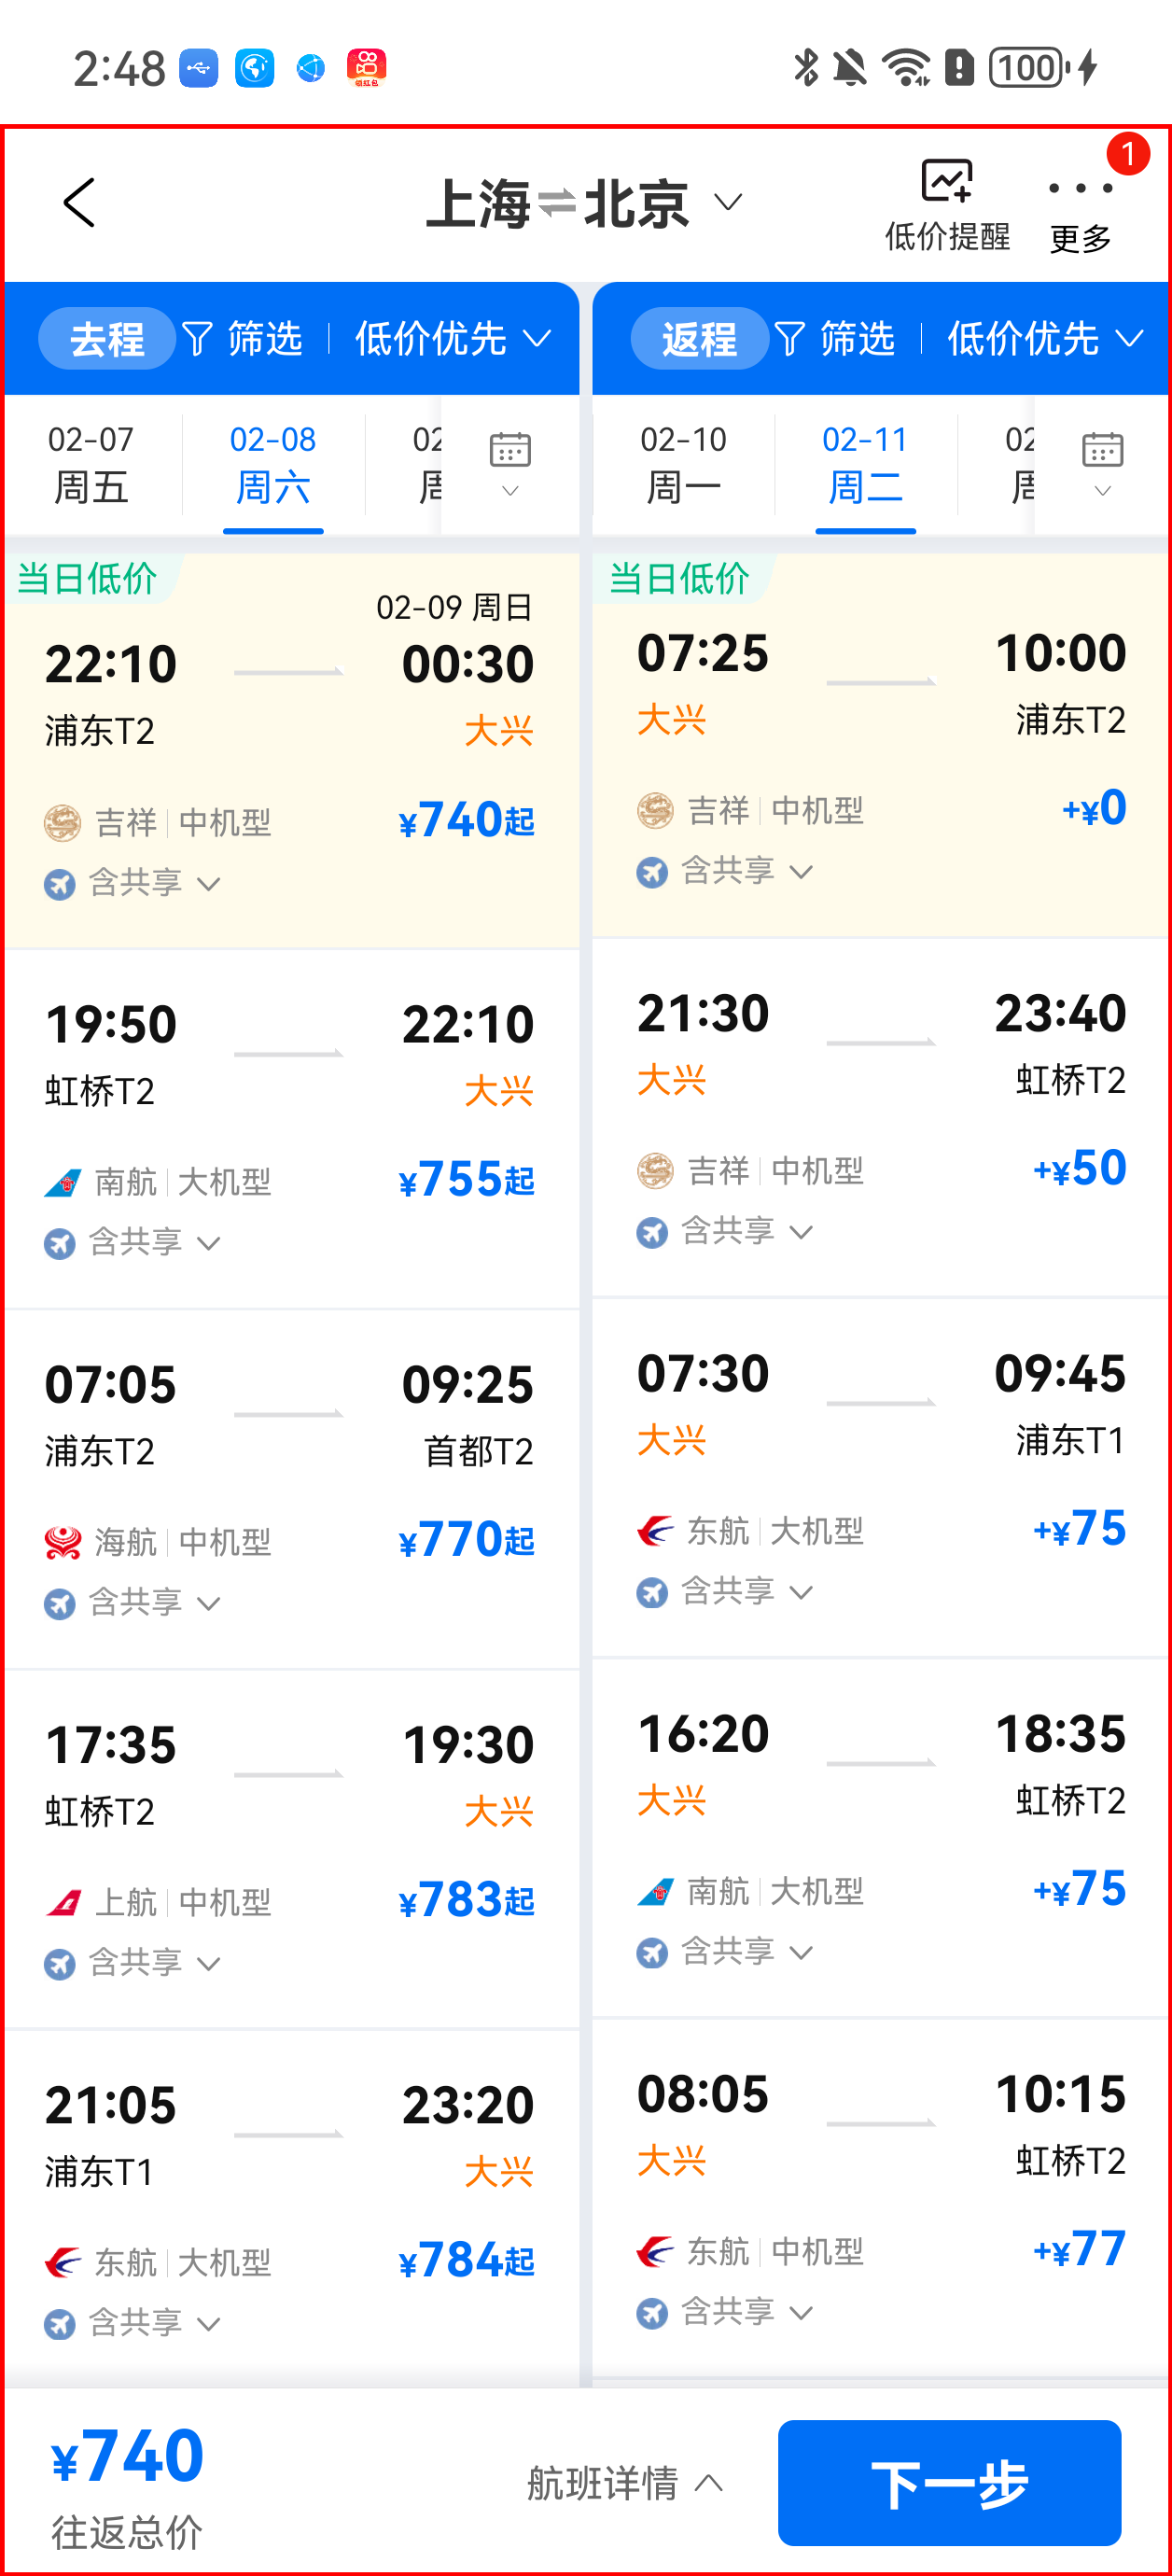 2:48
领红包
100
上海
北京
低价提醒
更多
1
去程
筛选
低价优先
返程
筛选
低价优先
02-07
周五
02-08
周六
02-10
周一
02-11
周二
当日低价
02-09 周日
22:10
00:30
浦东T2
大兴
吉祥
中机型
¥740起
含共享
19:50
22:10
虹桥T2
大兴
南航
大机型
¥755起
含共享
07:05
09:25
浦东T2
首都T2
海航
中机型
¥770起
含共享
17:35
19:30
虹桥T2
大兴
上航
中机型
¥783起
含共享
21:05
23:20
浦东T1
大兴
东航
大机型
¥784起
含共享
当日低价
07:25
10:00
大兴
浦东T2
吉祥
中机型
+¥0
含共享
21:30
23:40
大兴
虹桥T2
吉祥
中机型
+¥50
含共享
07:30
09:45
大兴
浦东T1
东航
大机型
+¥75
含共享
16:20
18:35
大兴
虹桥T2
南航
大机型
+¥75
含共享
08:05
10:15
大兴
虹桥T2
东航
中机型
+¥77
含共享
¥740
往返总价
航班详情
下一步